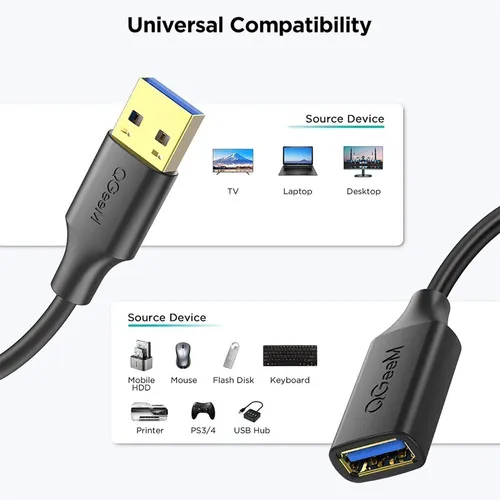 Universal Compatibility
Source Device
TV Laptop Desktop
QGeeM
Source Device
Mobile HDD Mouse Flash Disk Keyboard
Printer PS3/4 USB Hub
QGeeM